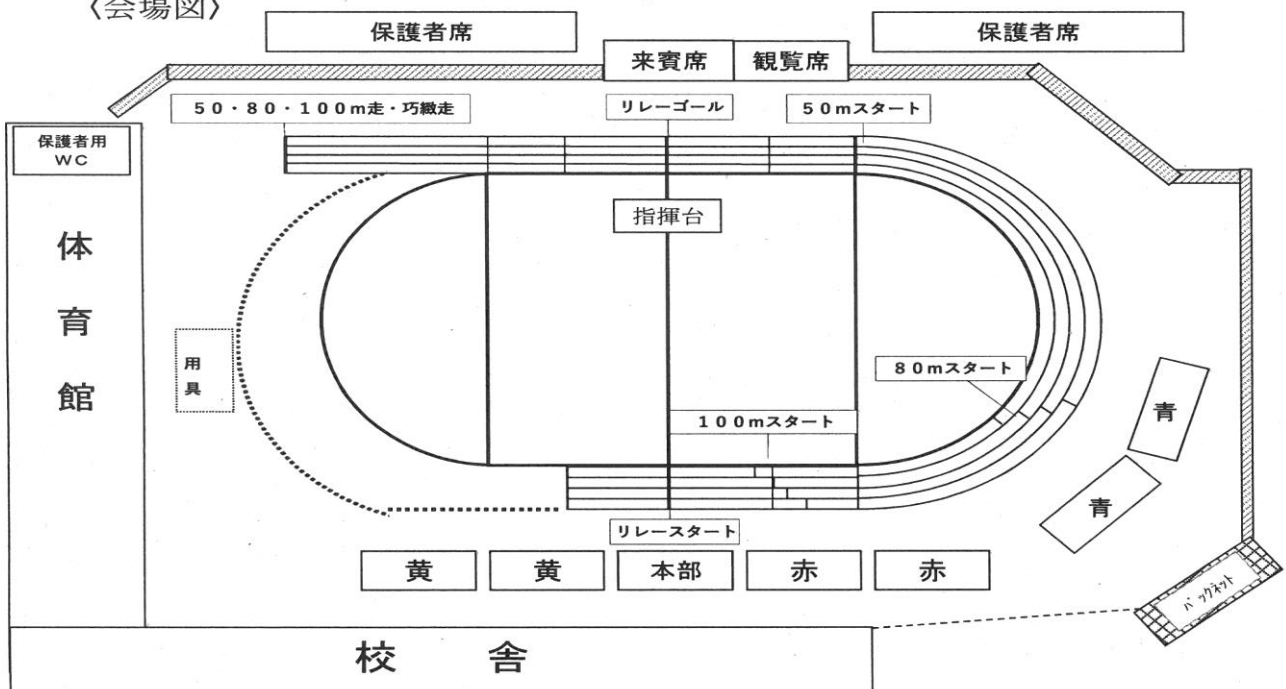 〈会場図〉
保護者席
保護者席
来賓席
観覧席
50・80・100m走・巧緻走
リレーゴール
50mスタート
保護者用
WC
指揮台
体育館
用具
80mスタート
100mスタート
青
青
リレースタート
黄
黄
本部
赤
赤
バックネット
校舎